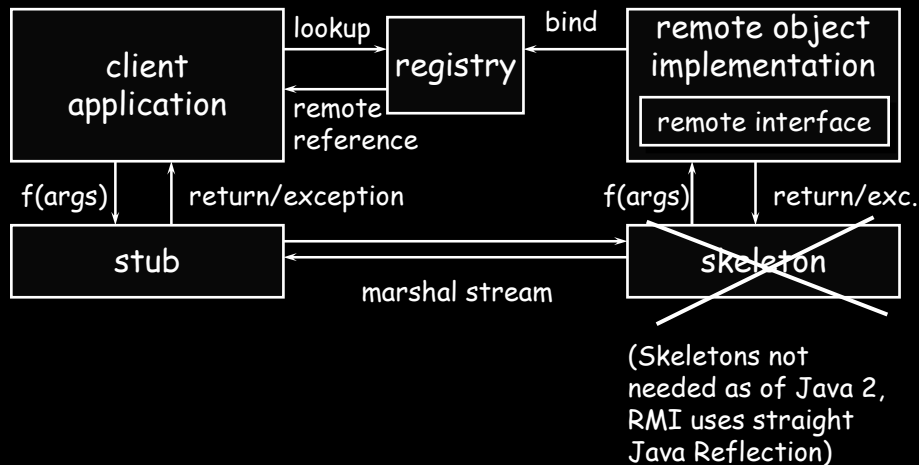 lookup
bind
remote object
implementation
client
application
registry
remote
reference
remote interface
f(args)
return/exception
f(args)
return/exc.
stub
skeleton
marshal stream
(Skeletons not
needed as of Java 2,
RMI uses straight
Java Reflection)